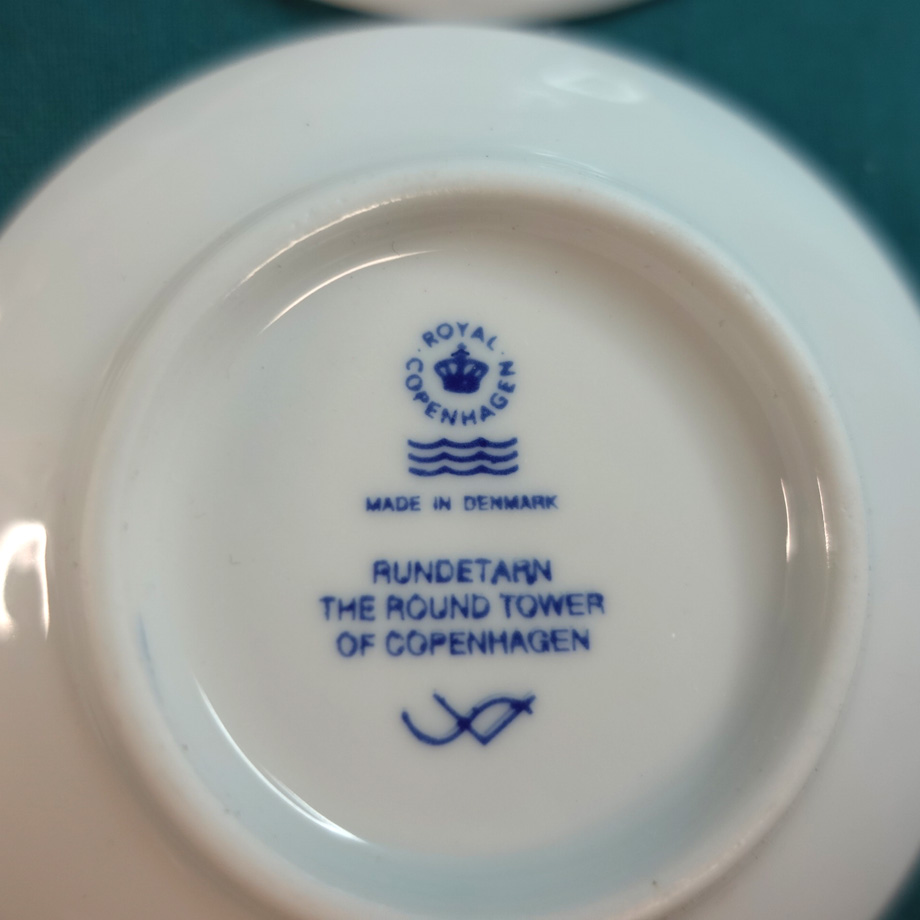 ROYAL
COPENHAGEN
MADE IN DENMARK
RUNDETARN
THE ROUND TOWER
OF COPENHAGEN